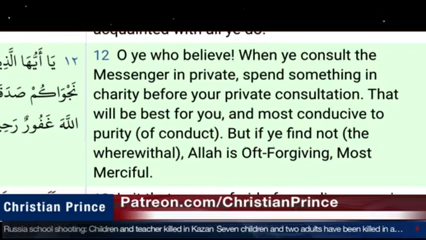 acquainted with all ye do.
١٢ يَا أَيُّهَا الَّذِي
نَجْوَاكُمْ صَدَقَ
اللَّهَ غَفُورٌ رَحِي
12 O ye who believe! When ye consult the
Messenger in private, spend something in
charity before your private consultation. That
will be best for you, and most conducive to
purity (of conduct). But if ye find not (the
wherewithal), Allah is Oft-Forgiving, Most
Merciful.
Christian Prince
Patreon.com/ChristianPrince
Russia school shooting: Children and teacher killed in Kazan Seven children and two adults have been killed in a...